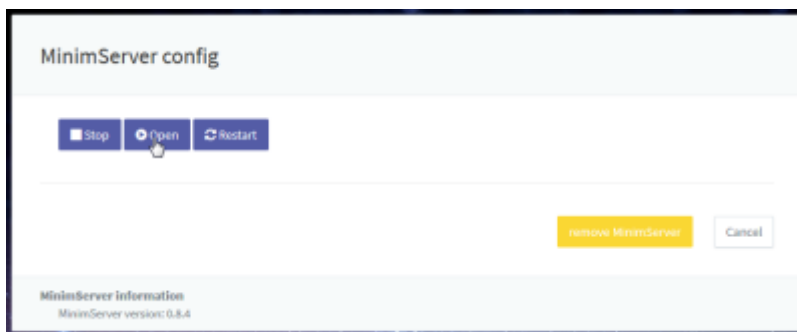 MinimServer config
Stop Open Restart
remove MinimServer Cancel
MinimServer information
MinimServer version: 0.8.4